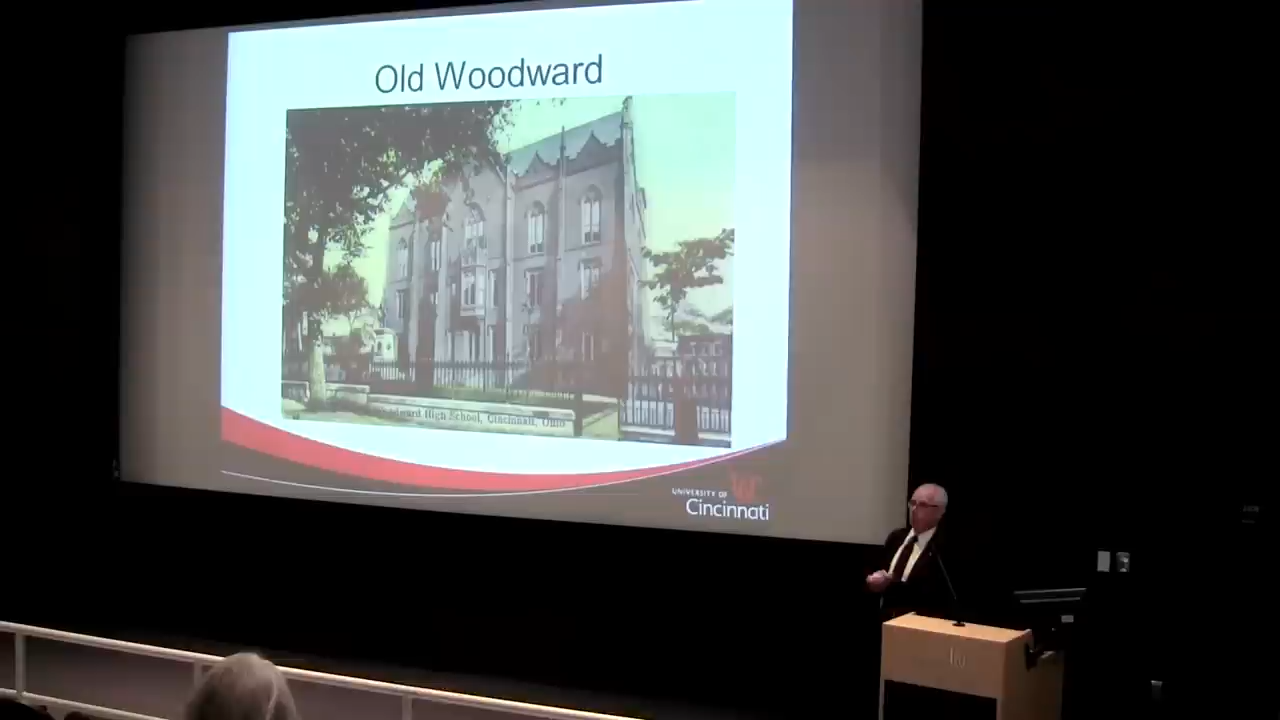 Old Woodward
Woodward High School, Cincinnati, Ohio
UNIVERSITY OF
Cincinnati